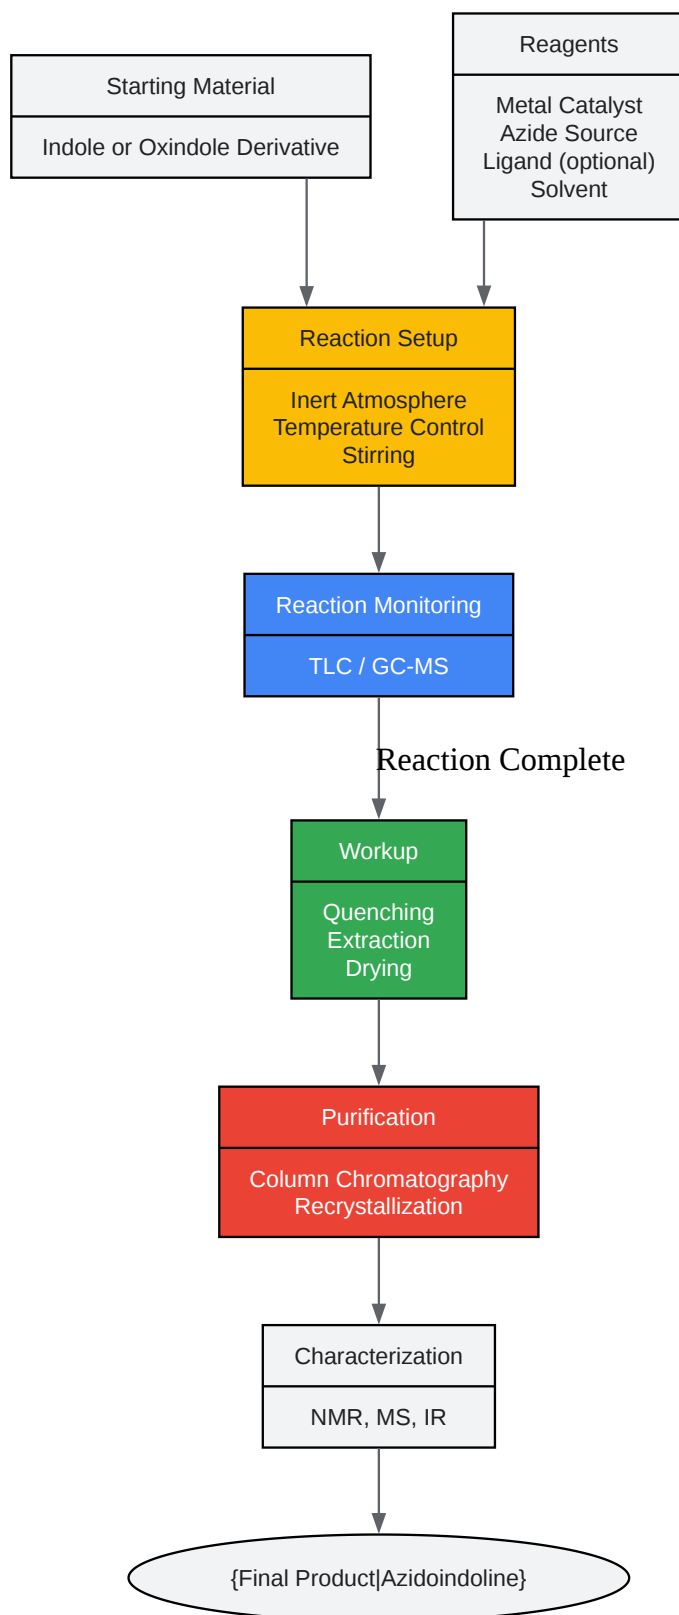 Starting Material
Indole or Oxindole Derivative
Reagents
Metal Catalyst
Azide Source
Ligand (optional)
Solvent
Reaction Setup
Inert Atmosphere
Temperature Control
Stirring
Reaction Monitoring
TLC / GC-MS
Reaction Complete
Workup
Quenching
Extraction
Drying
Purification
Column Chromatography
Recrystallization
Characterization
NMR, MS, IR
{Final Product|Azidoindoline}